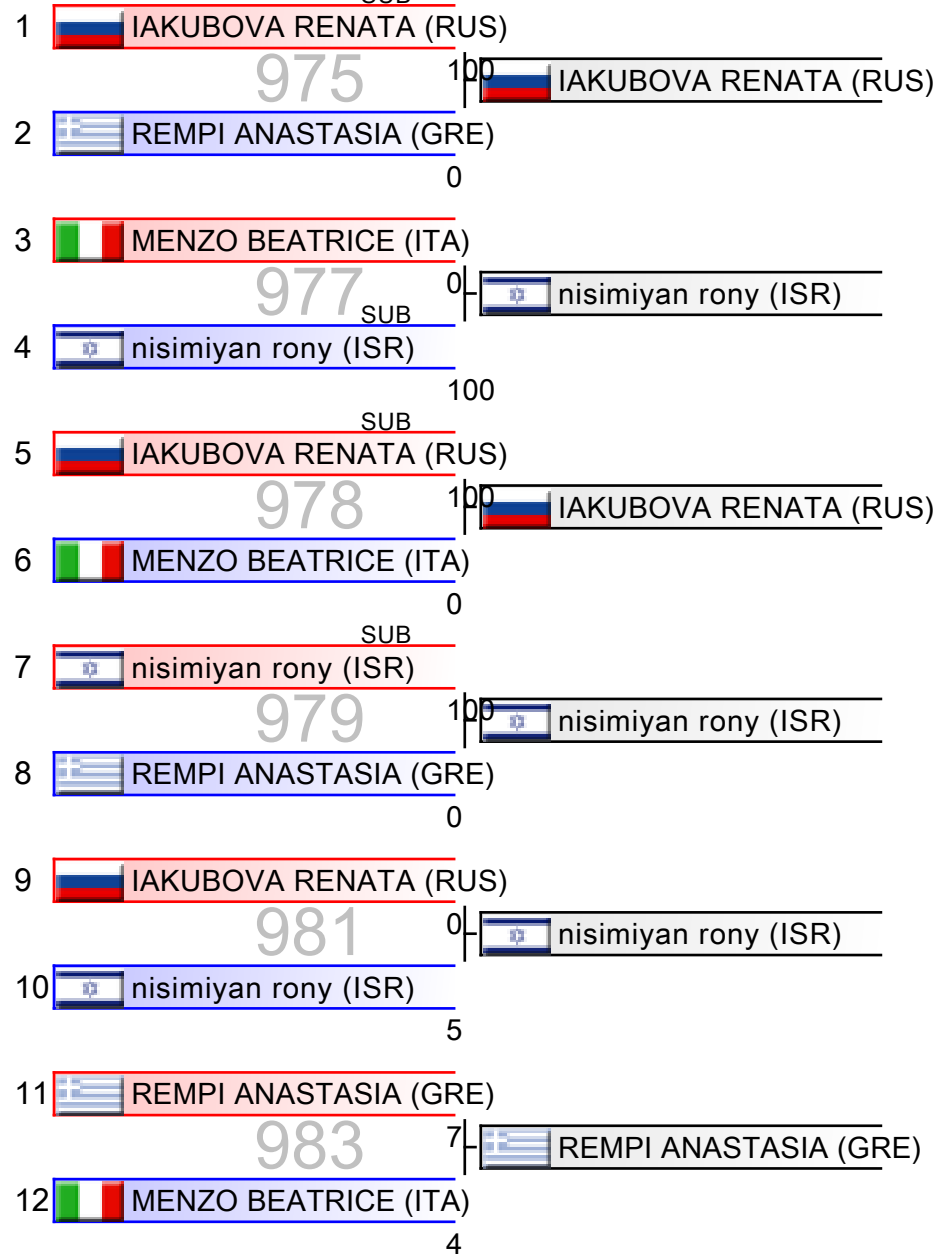 SUB
1 IAKUBOVA RENATA (RUS)
975
100 IAKUBOVA RENATA (RUS)
2 REMPI ANASTASIA (GRE)
0
3 MENZO BEATRICE (ITA)
977
0 nisimiyan rony (ISR)
SUB
4 nisimiyan rony (ISR)
100
SUB
5 IAKUBOVA RENATA (RUS)
978
100 IAKUBOVA RENATA (RUS)
6 MENZO BEATRICE (ITA)
0
SUB
7 nisimiyan rony (ISR)
979
100 nisimiyan rony (ISR)
8 REMPI ANASTASIA (GRE)
0
9 IAKUBOVA RENATA (RUS)
981
0 nisimiyan rony (ISR)
10 nisimiyan rony (ISR)
5
11 REMPI ANASTASIA (GRE)
983
7 REMPI ANASTASIA (GRE)
12 MENZO BEATRICE (ITA)
4